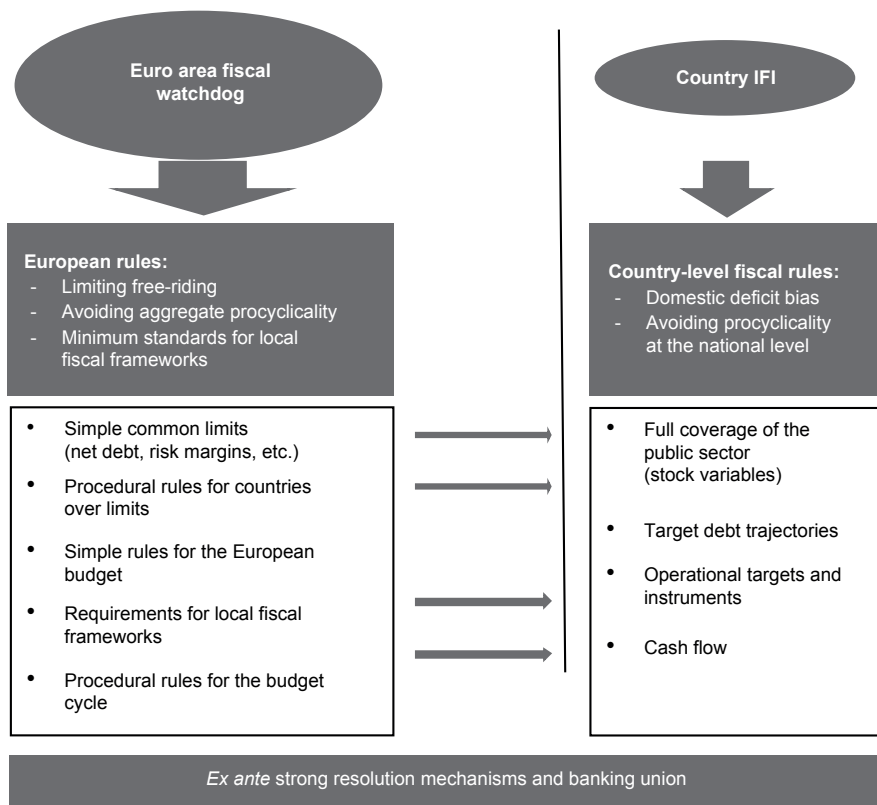 Euro area fiscal
watchdog
European rules:
- Limiting free-riding
- Avoiding aggregate procyclicality
- Minimum standards for local
fiscal frameworks
• Simple common limits
(net debt, risk margins, etc.)
• Procedural rules for countries
over limits
• Simple rules for the European
budget
• Requirements for local fiscal
frameworks
• Procedural rules for the budget
cycle
Country IFI
Country-level fiscal rules:
- Domestic deficit bias
- Avoiding procyclicality
at the national level
• Full coverage of the
public sector
(stock variables)
• Target debt trajectories
• Operational targets and
instruments
• Cash flow
Ex ante strong resolution mechanisms and banking union